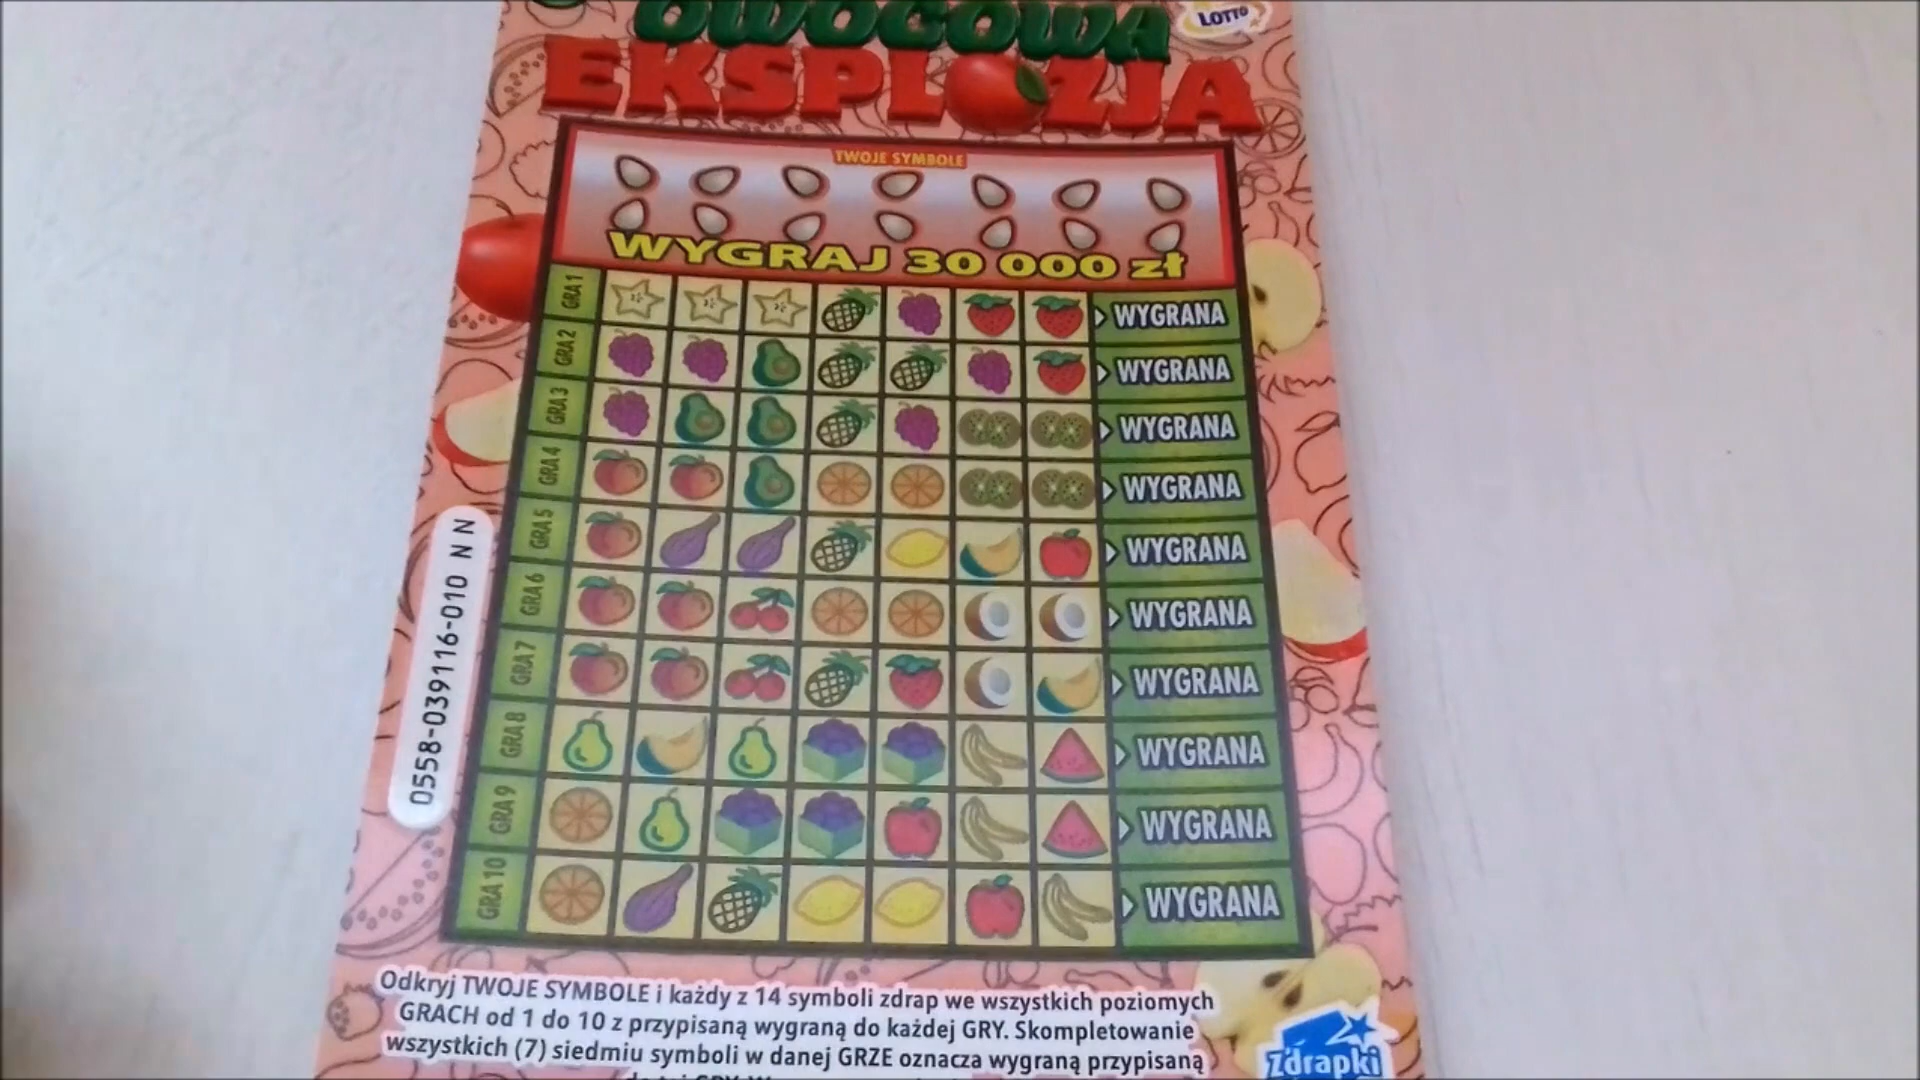 OWOCOWA
LOTTO
EKSPLOZJA
TWOJE SYMBOLE
WYGRAJ 30 000 zł
GRA 1 WYGRANA
GRA 2 WYGRANA
GRA 3 WYGRANA
GRA 4 WYGRANA
GRA 5 WYGRANA
GRA 6 WYGRANA
GRA 7 WYGRANA
GRA 8 WYGRANA
GRA 9 WYGRANA
GRA 10 WYGRANA
0558-039116-010 N N
Odkryj TWOJE SYMBOLE i każdy z 14 symboli zdrap we wszystkich poziomych
GRACH od 1 do 10 z przypisaną wygraną do każdej GRY. Skompletowanie
wszystkich (7) siedmiu symboli w danej GRZE oznacza wygraną przypisaną
Zdrapki